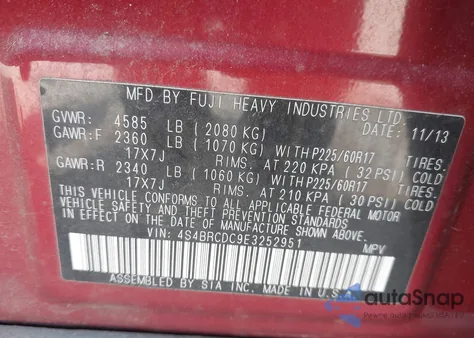 MFD BY FUJI HEAVY INDUSTRIES LTD.
GVWR: 4585 LB (2080 KG) DATE: 11/13
GAWR:F 2360 LB (1070 KG) WITH P225/60R17 TIRES.
17X7J RIMS. AT 220 KPA (32 PSI) COLD
GAWR:R 2340 LB (1060 KG) WITH P225/60R17 TIRES.
17X7J RIMS. AT 210 KPA (30 PSI) COLD
THIS VEHICLE CONFORMS TO ALL APPLICABLE FEDERAL MOTOR
VEHICLE SAFETY AND THEFT PREVENTION STANDARDS
IN EFFECT ON THE DATE OF MANUFACTURE SHOWN ABOVE.
VIN: 4S4BRCDC9E3252951 MPV
ASSEMBLED BY SIA INC. MADE IN U.S.A.
autaSnap